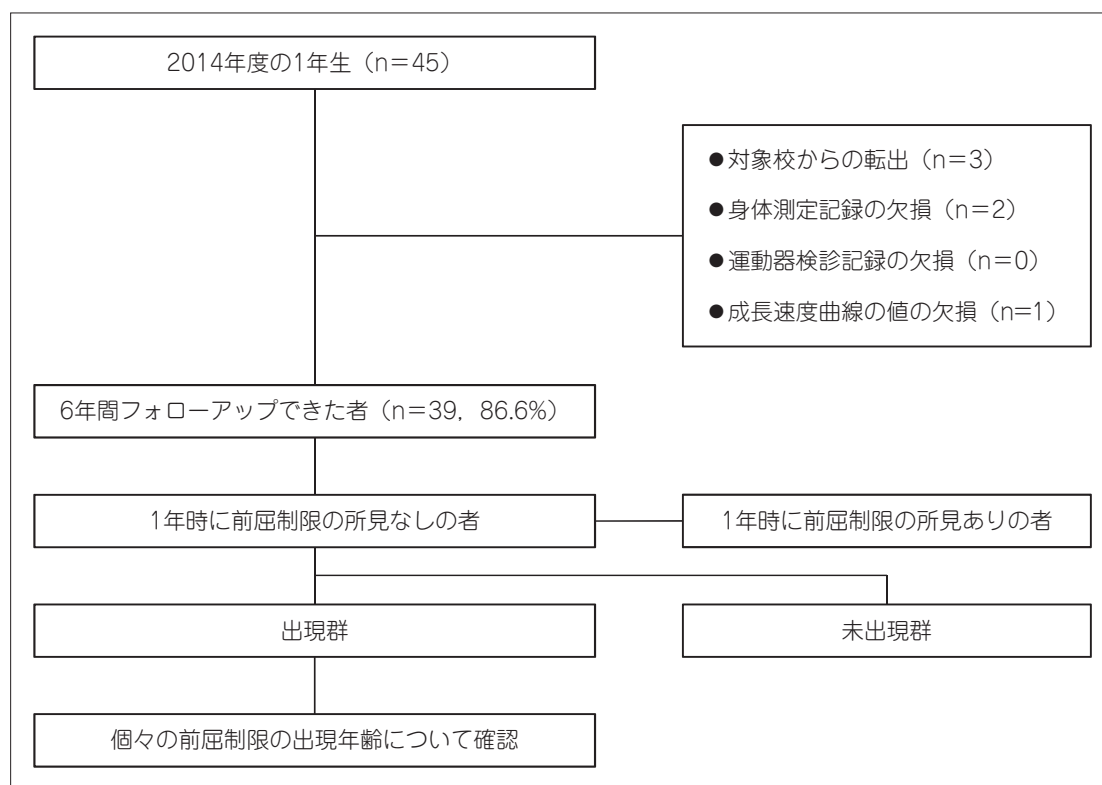 2014年度の1年生（n＝45）
●対象校からの転出（n＝3）
●身体測定記録の欠損（n＝2）
●運動器検診記録の欠損（n＝0）
●成長速度曲線の値の欠損（n=1）
6年間フォローアップできた者（n＝39，86.6%）
1年時に前屈制限の所見なしの者
1年時に前屈制限の所見ありの者
出現群
未出現群
個々の前屈制限の出現年齢について確認